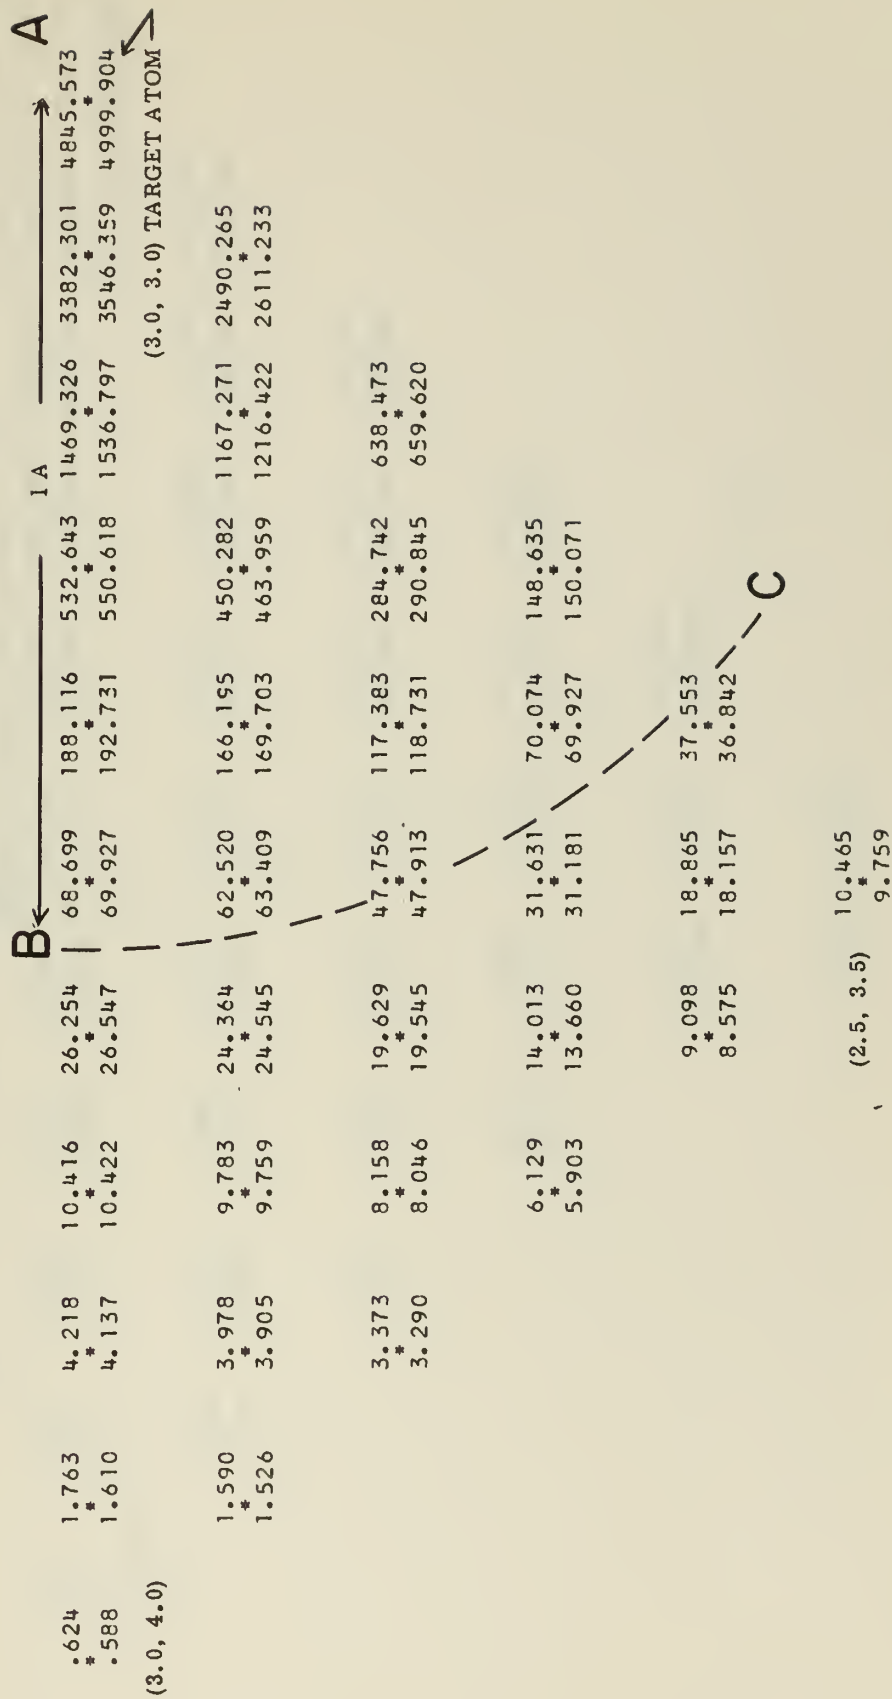 B 1 A A
.624 1.763 4.218 10.416 26.254 68.699 188.116 532.643 1469.326 3382.301 4845.573
* * * * * * * * * * *
.588 1.610 4.137 10.422 26.547 69.927 192.731 550.618 1536.797 3546.359 4999.904
(3.0, 4.0) (3.0, 3.0) TARGET ATOM
1.590 3.978 9.783 24.364 62.520 166.195 450.282 1167.271 2490.265
* * * * * * * * *
1.526 3.905 9.759 24.545 63.409 169.703 463.959 1216.422 2611.233
3.373 8.158 19.629 47.756 117.383 284.742 638.473
* * * * * * *
3.290 8.046 19.545 47.913 118.731 290.845 659.620
6.129 14.013 31.631 70.074 148.635
* * * * *
5.903 13.660 31.181 69.927 150.071
9.098 18.865 37.553
* * *
8.575 18.157 36.842
C
10.465
(2.5, 3.5) *
9.759